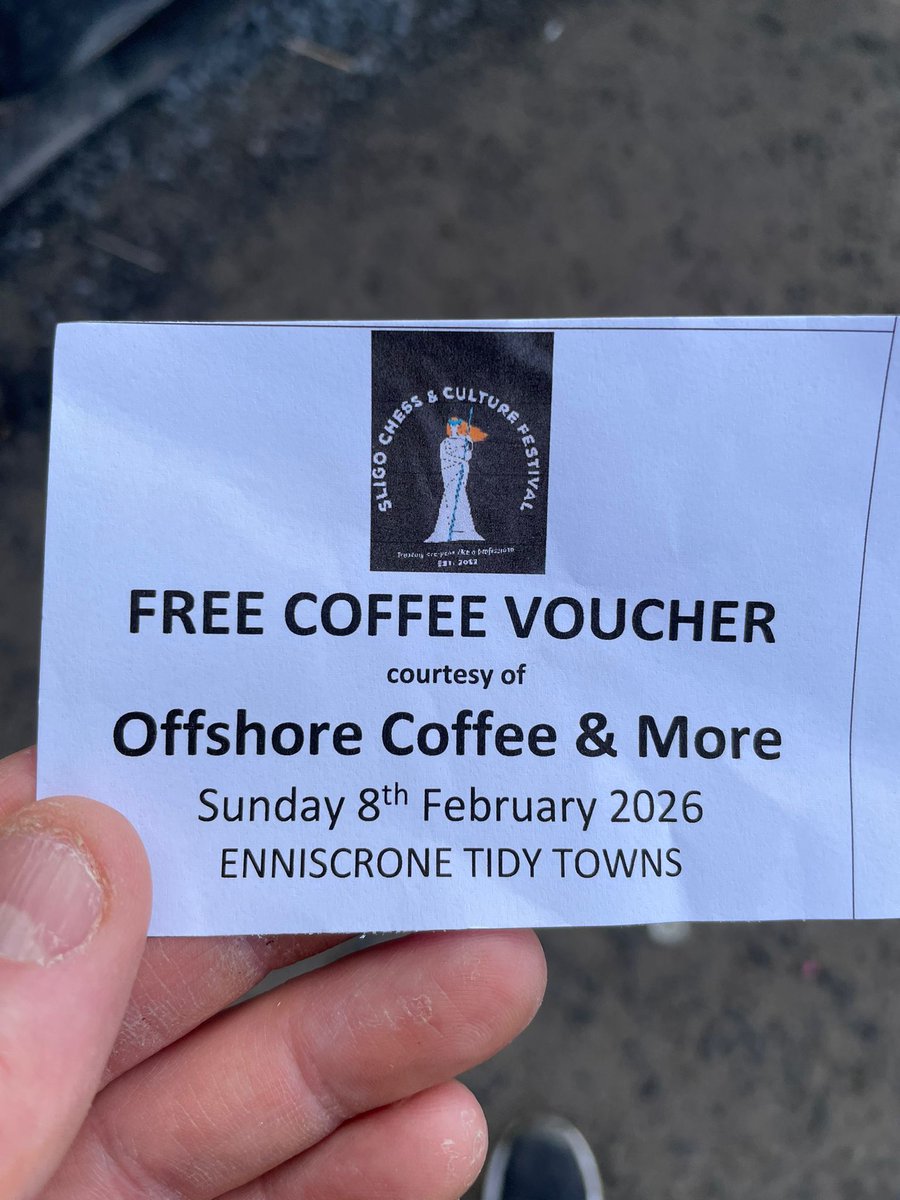 SLIGO CHESS & CULTURE FESTIVAL
FREE COFFEE VOUCHER
courtesy of
Offshore Coffee & More
Sunday 8th February 2026
ENNISCRONE TIDY TOWNS